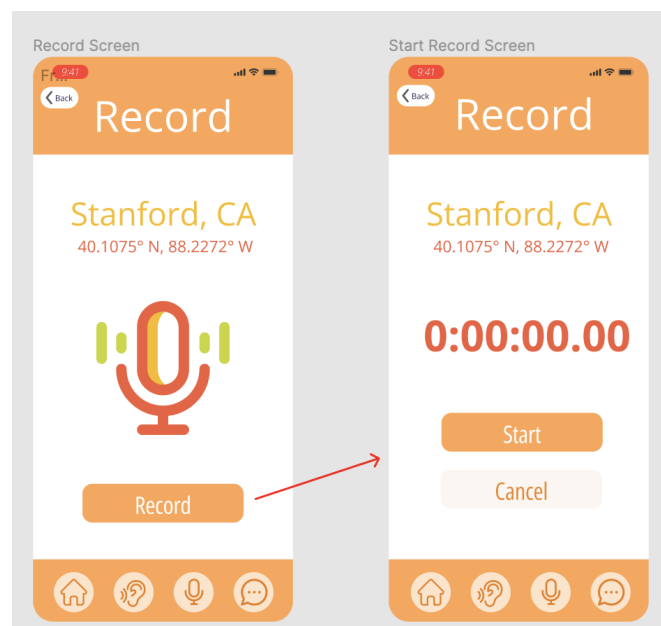 Record Screen
9:41
Back
Record
Stanford, CA
40.1075° N, 88.2272° W
Record
Start Record Screen
9:41
Back
Record
Stanford, CA
40.1075° N, 88.2272° W
0:00:00.00
Start
Cancel